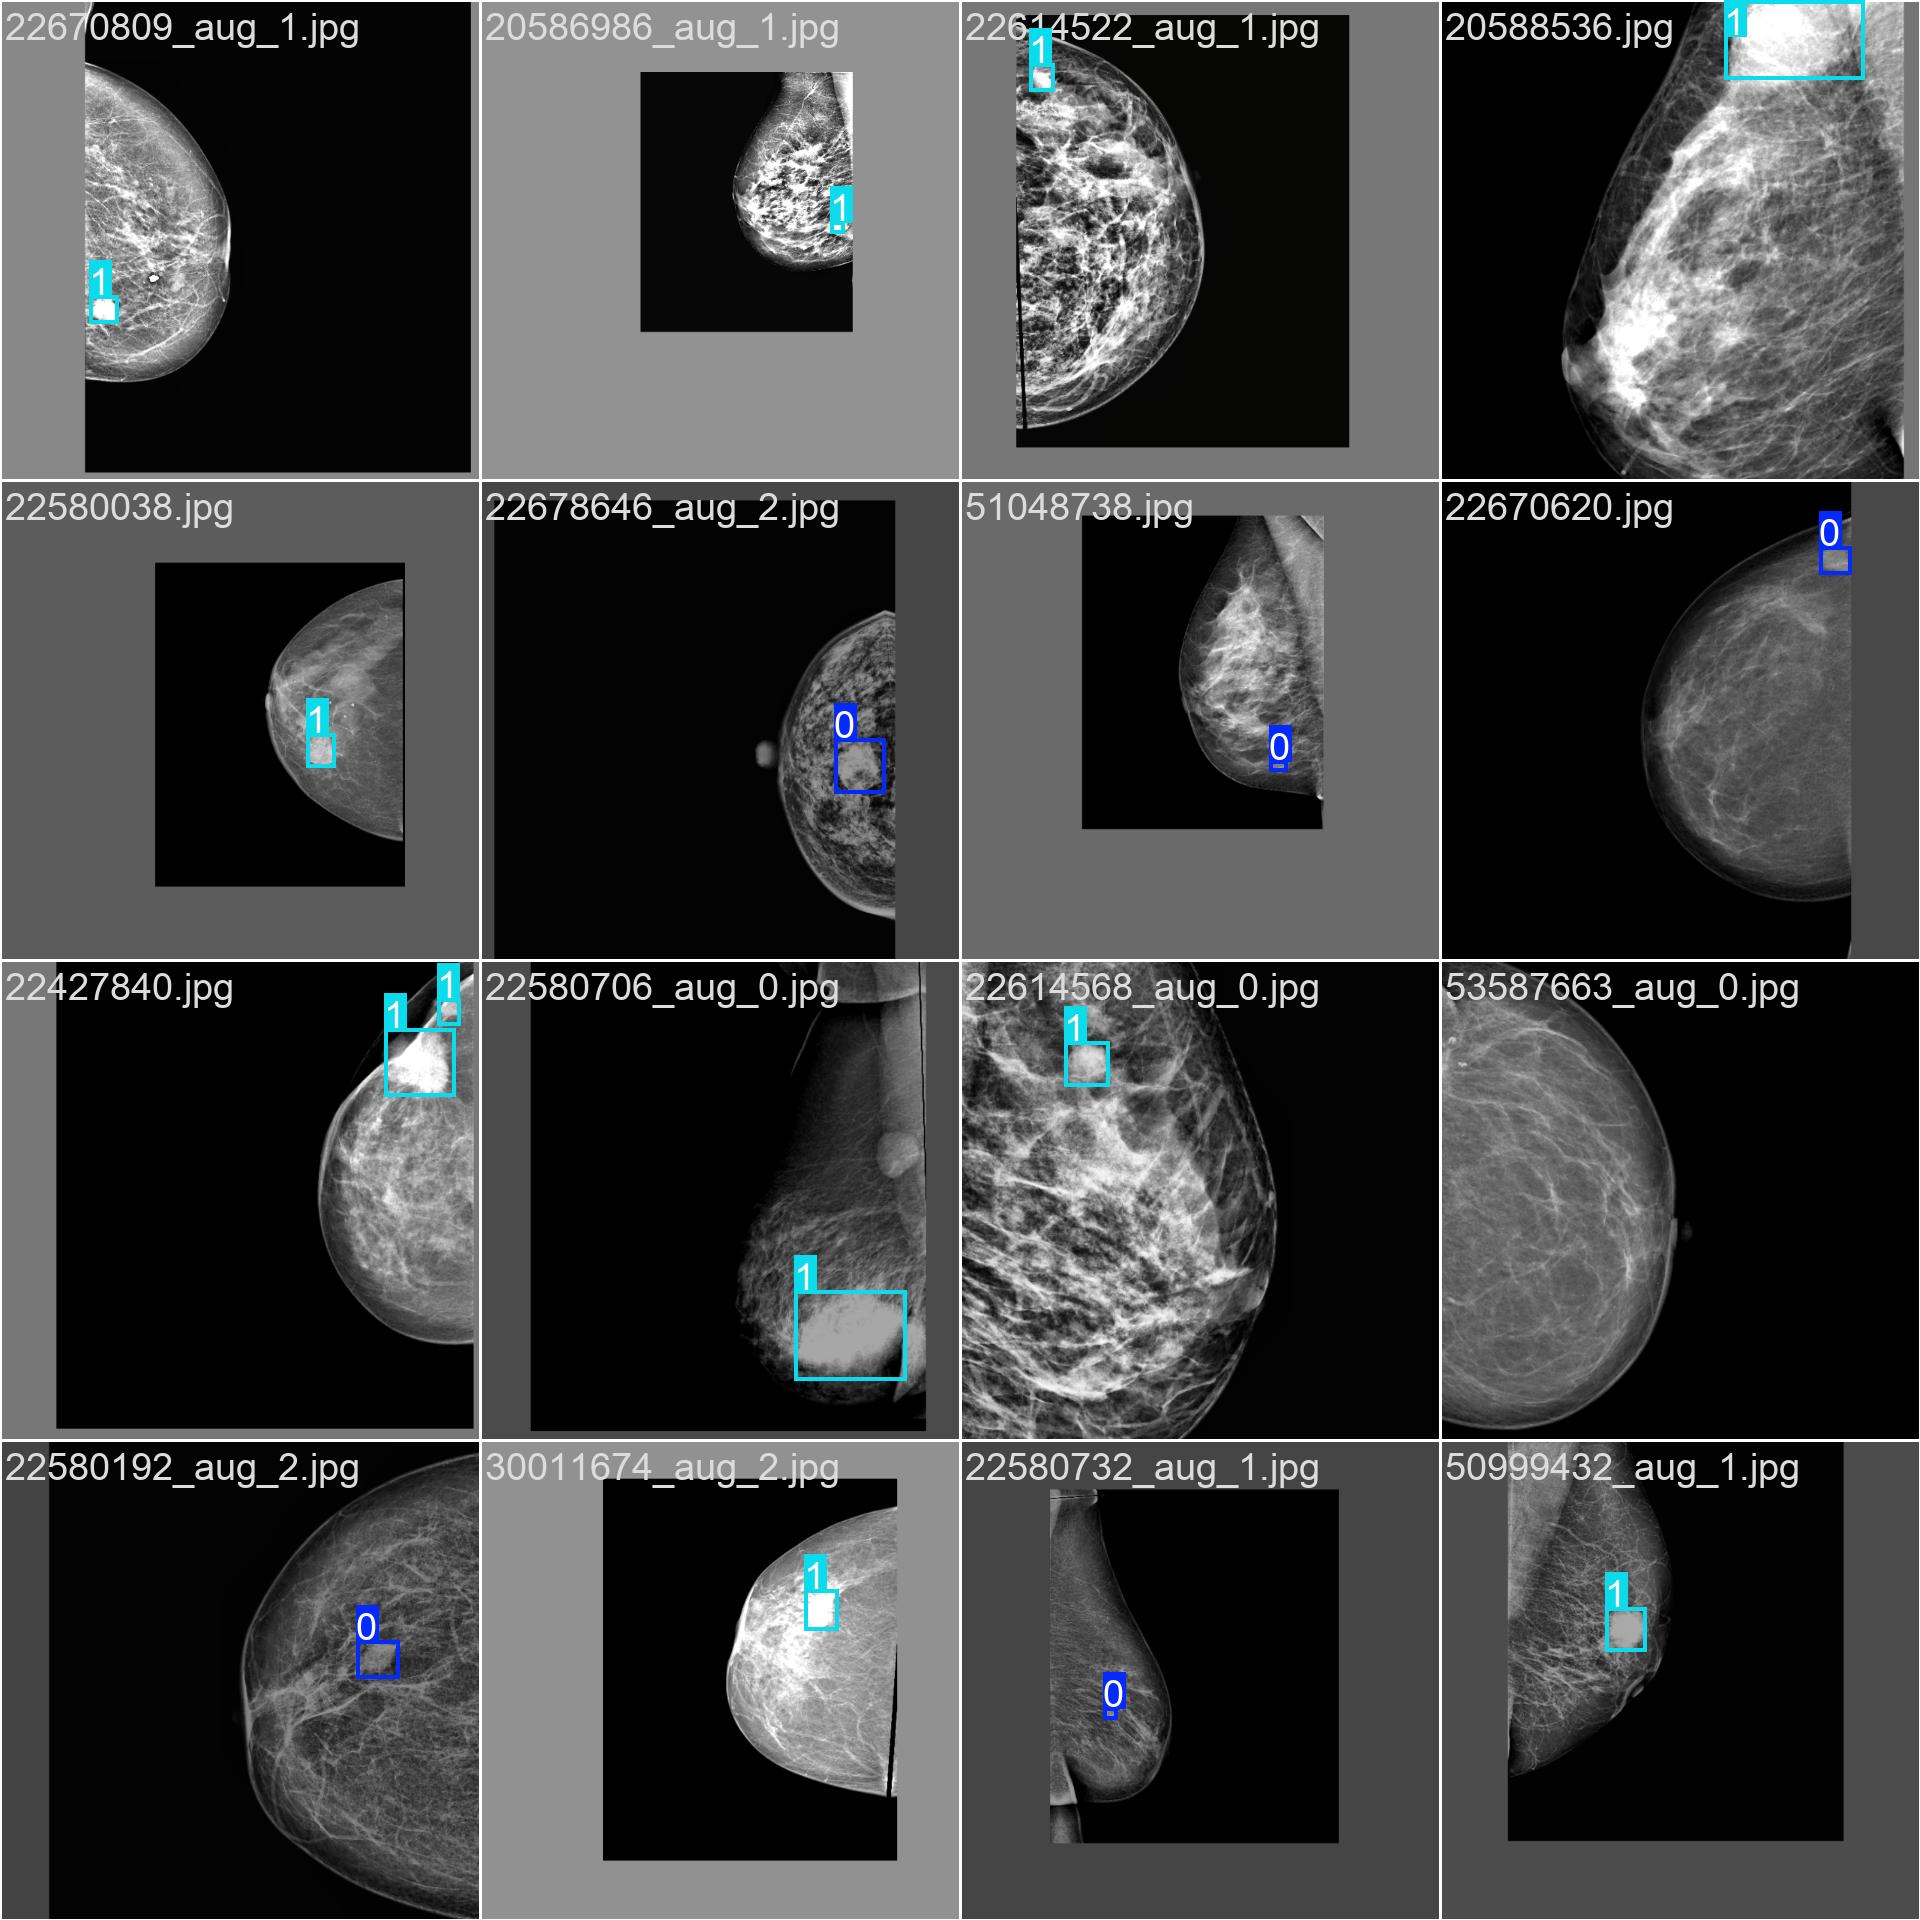 22670809_aug_1.jpg
20586986_aug_1.jpg
22614522_aug_1.jpg
20588536.jpg
1
1
1
1
22580038.jpg
22678646_aug_2.jpg
51048738.jpg
22670620.jpg
0
1
0
0
22427840.jpg
22580706_aug_0.jpg
22614568_aug_0.jpg
53587663_aug_0.jpg
1
1
1
1
22580192_aug_2.jpg
30011674_aug_2.jpg
22580732_aug_1.jpg
50999432_aug_1.jpg
1
1
0
0